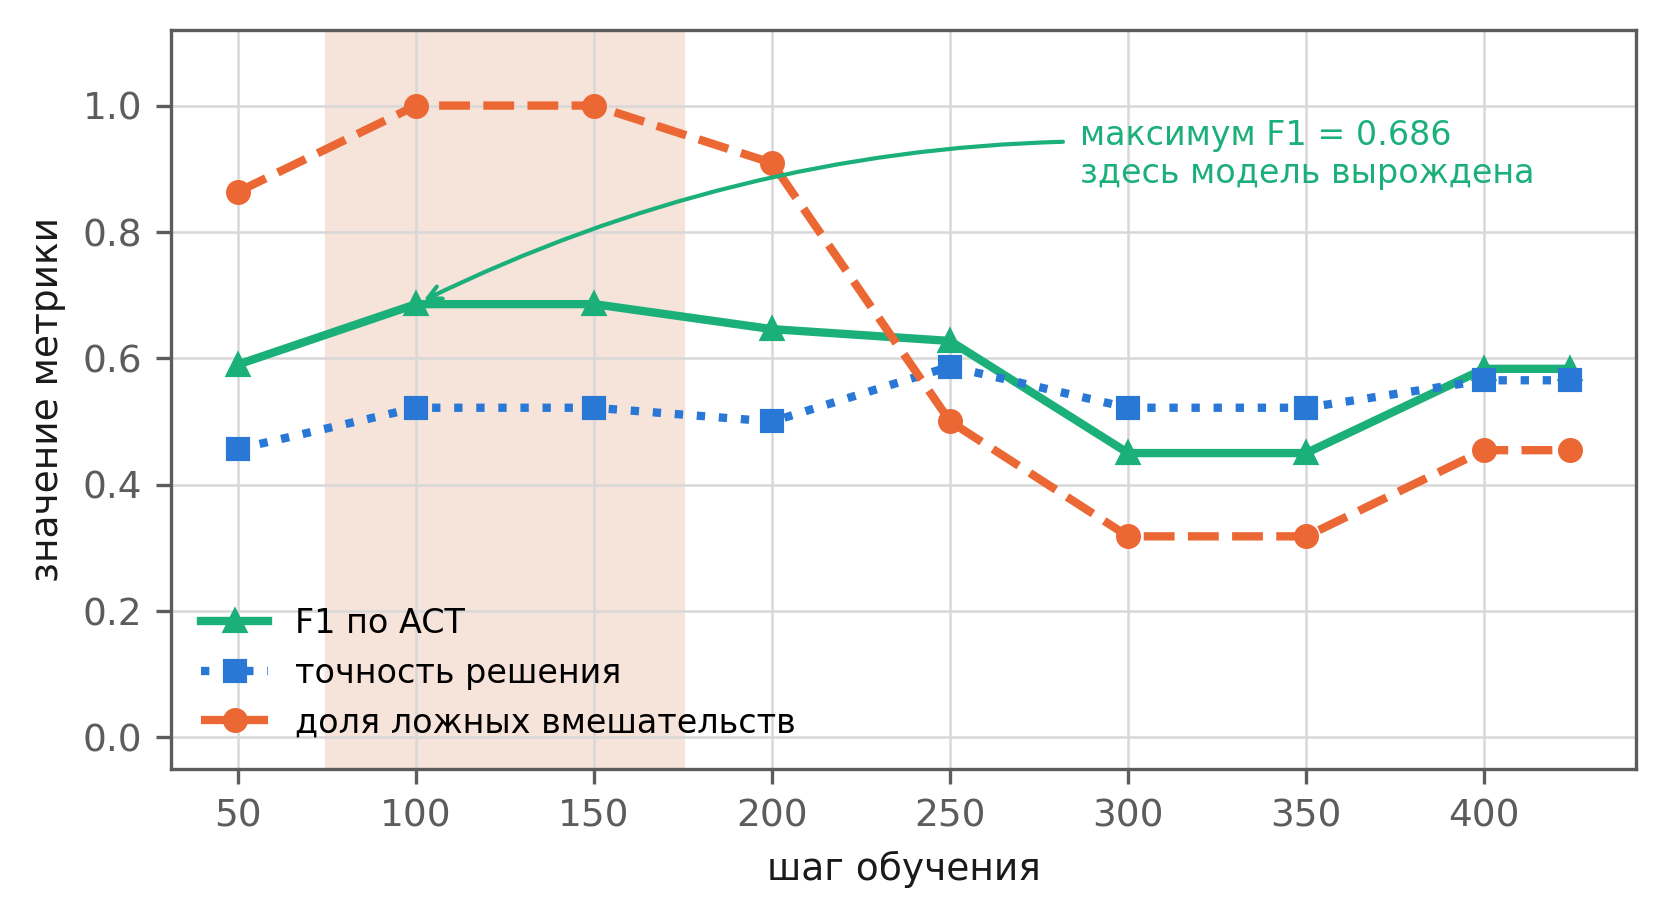 1.0
0.8
0.6
0.4
0.2
0.0
значение метрики
максимум F1 = 0.686
здесь модель вырождена
F1 по ACT
точность решения
доля ложных вмешательств
50 100 150 200 250 300 350 400
шаг обучения